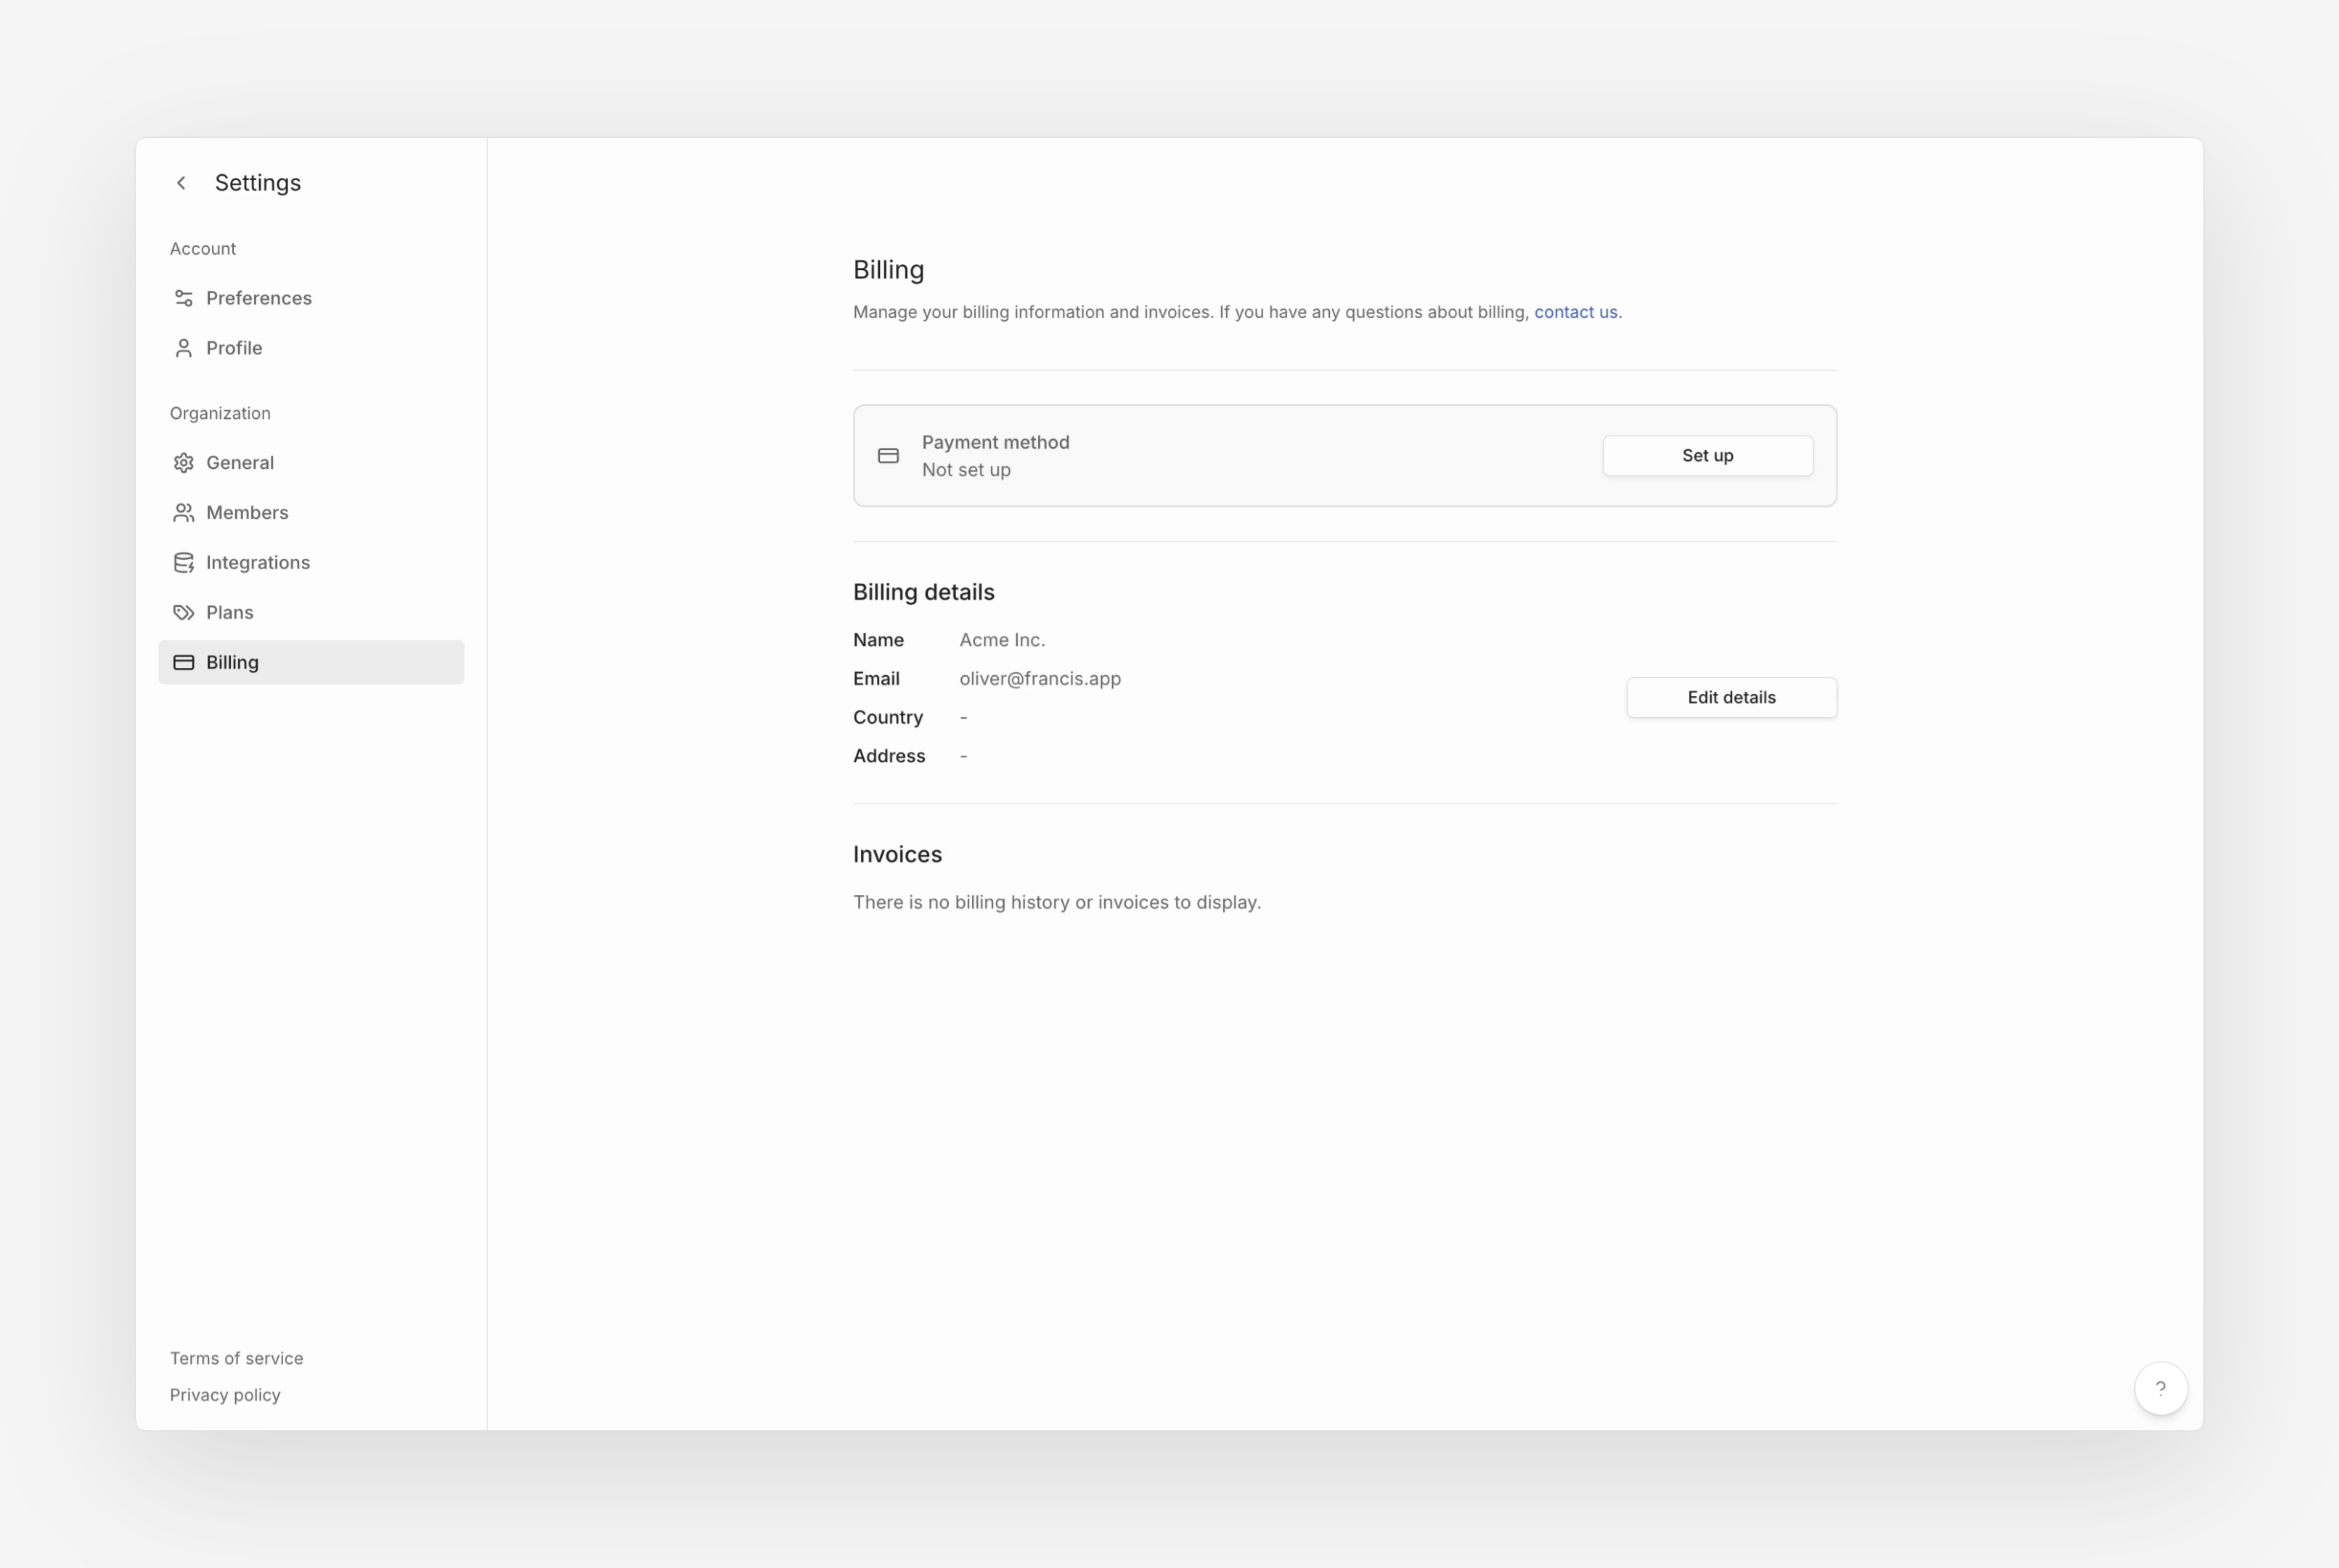 Settings
Account
Preferences
Profile
Organization
General
Members
Integrations
Plans
Billing
Terms of service
Privacy policy
Billing
Manage your billing information and invoices. If you have any questions about billing, contact us.
Payment method
Not set up
Set up
Billing details
Name Acme Inc.
Email oliver@francis.app
Country -
Address -
Edit details
Invoices
There is no billing history or invoices to display.
?